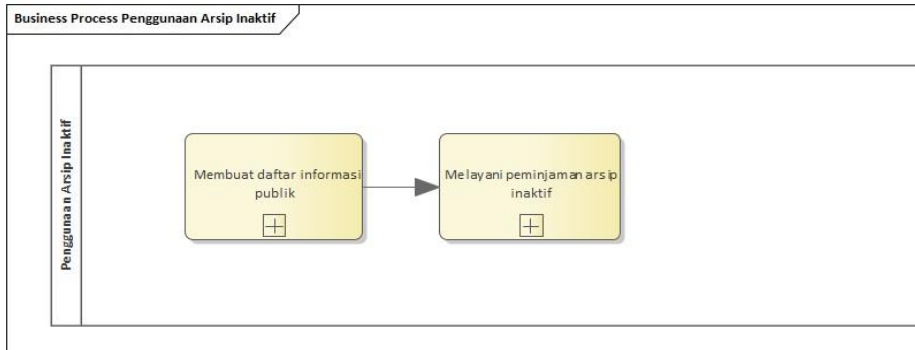 Business Process Penggunaan Arsip Inaktif
Penggunaan Arsip Inaktif
Membuat daftar informasi
publik
Melayani peminjaman arsip
inaktif